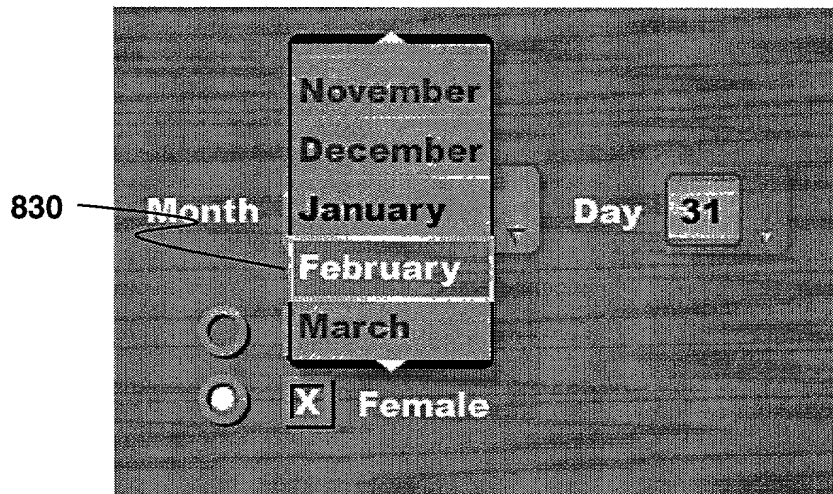 November
December
830 Month January Day 31
February
March
X Female